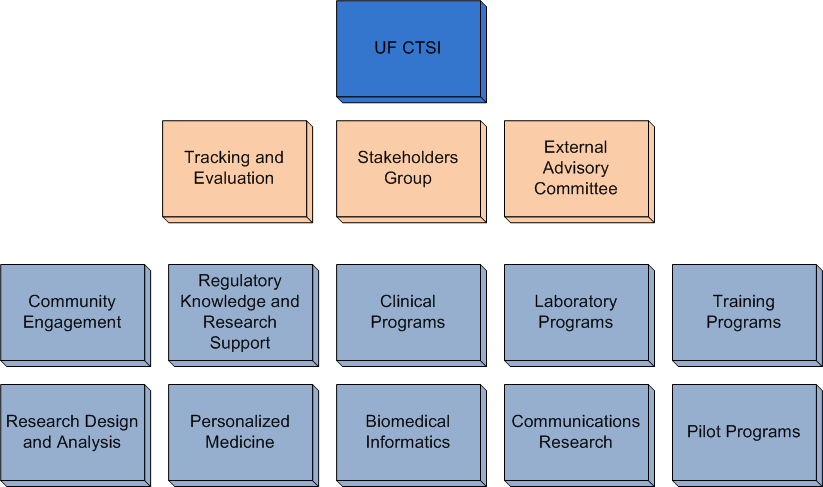 UF CTSI
Tracking and
Evaluation
Stakeholders
Group
External
Advisory
Committee
Community
Engagement
Regulatory
Knowledge and
Research
Support
Clinical
Programs
Laboratory
Programs
Training
Programs
Research Design
and Analysis
Personalized
Medicine
Biomedical
Informatics
Communications
Research
Pilot Programs